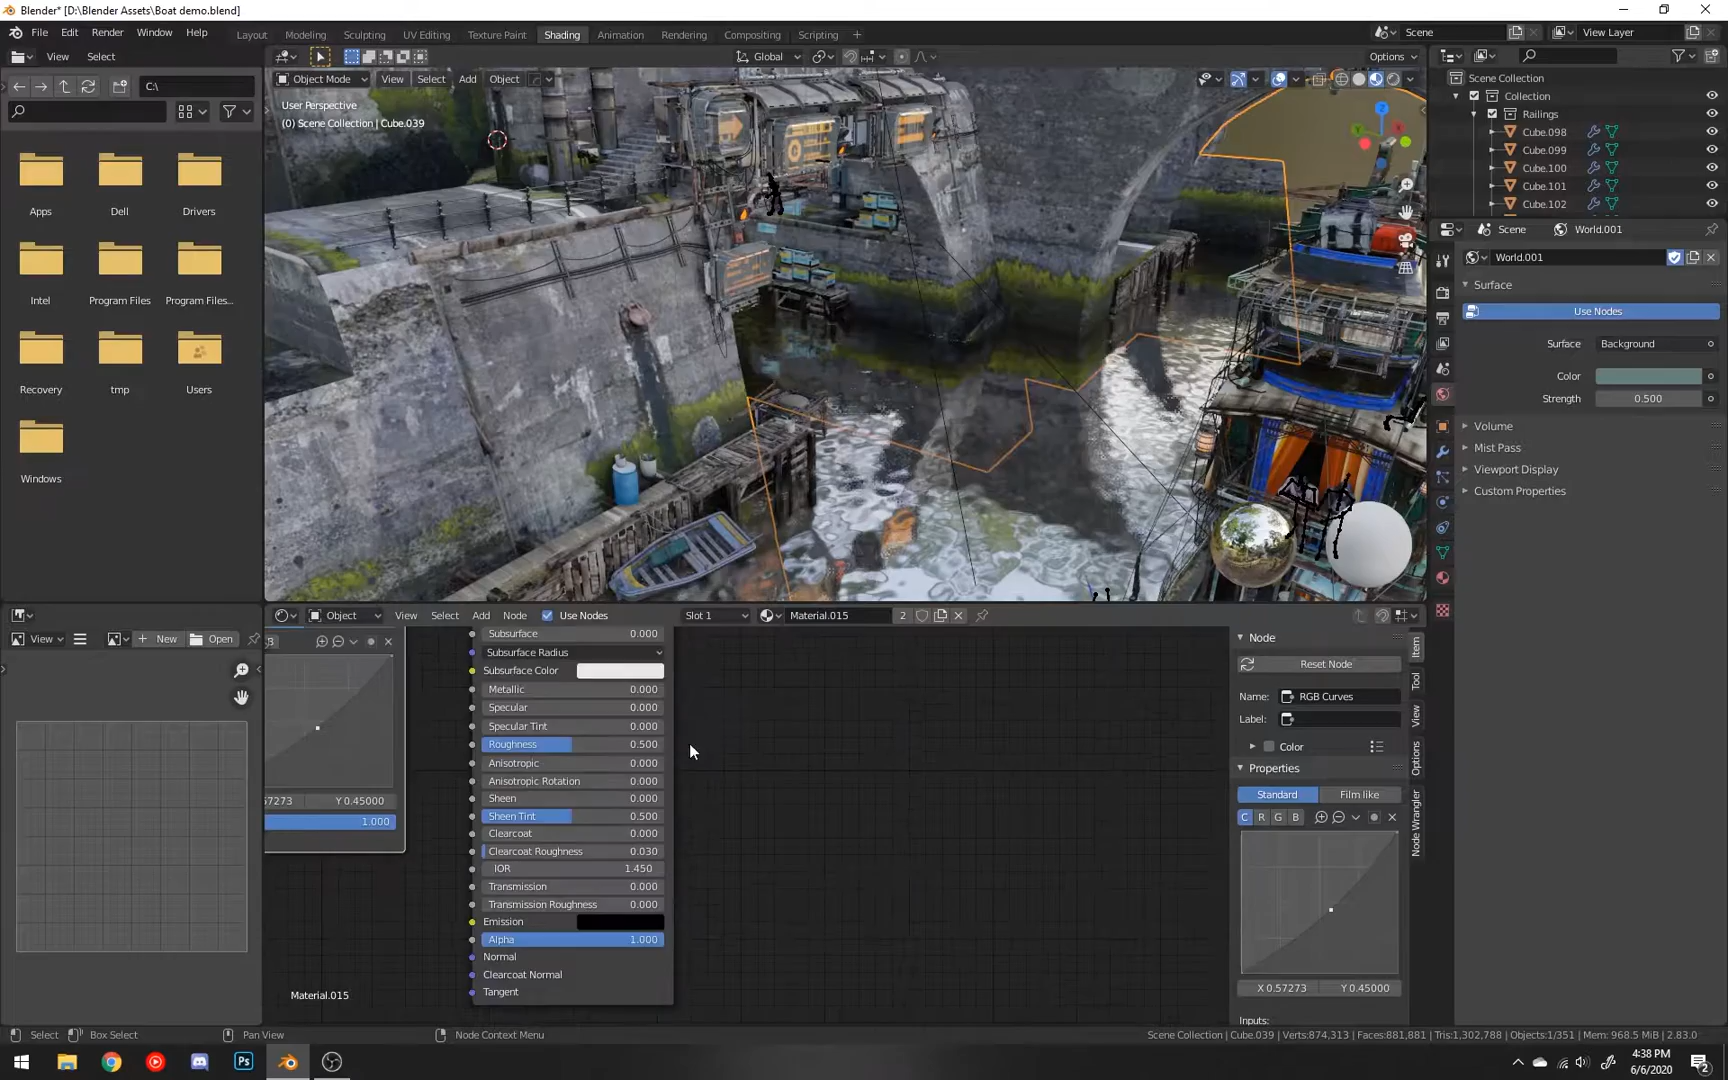 Blender* [D:\Blender Assets\Boat demo.blend]
File Edit Render Window Help
Layout Modeling Sculpting UV Editing Texture Paint Shading Animation Rendering Compositing Scripting
Scene
View Layer
View Select
Global
Options
C:\
Object Mode View Select Add Object
User Perspective
(0) Scene Collection | Cube.039
Scene Collection
Collection
Railings
Cube.098
Cube.099
Cube.100
Cube.101
Cube.102
Apps Dell Drivers
Intel Program Files Program Files...
Recovery tmp Users
Windows
Scene World.001
World.001
Surface
Use Nodes
Surface Background
Color
Strength 0.500
Volume
Mist Pass
Viewport Display
Custom Properties
View New Open
Object View Select Add Node Use Nodes Slot 1 Material.015 2
Subsurface 0.000
Subsurface Radius
Subsurface Color
Metallic 0.000
Specular 0.000
Specular Tint 0.000
Roughness 0.500
Anisotropic 0.000
Anisotropic Rotation 0.000
Sheen 0.000
Sheen Tint 0.500
Clearcoat 0.000
Clearcoat Roughness 0.030
IOR 1.450
Transmission 0.000
Transmission Roughness 0.000
Emission
Alpha 1.000
Normal
Clearcoat Normal
Tangent
57273 Y 0.45000
1.000
Material.015
Node
Reset Node
Name: RGB Curves
Label:
Color
Properties
Standard Film like
C R G B
X 0.57273 Y 0.45000
Inputs:
Item
Tool
View
Options
Node Wrangler
Select Box Select Pan View Node Context Menu
Scene Collection | Cube.039 | Verts:874,313 | Faces:881,881 | Tris:1,302,788 | Objects:1/351 | Mem: 968.5 MiB | 2.83.0
Ps
4:38 PM
6/6/2020
2